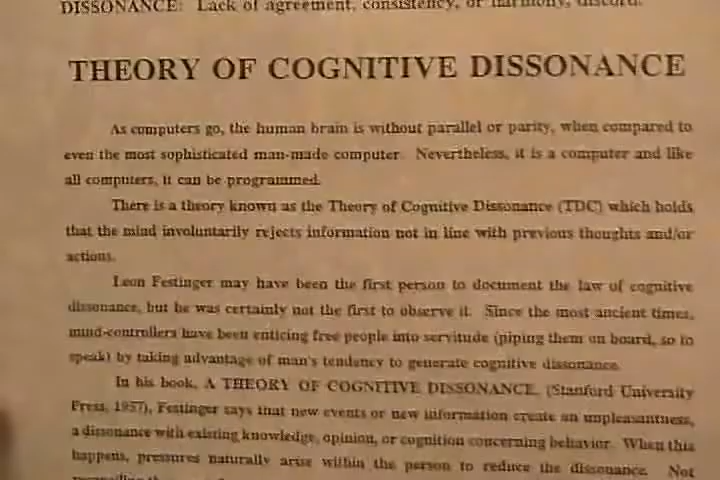 DISSONANCE: Lack of agreement, consistency, or harmony, discord.
THEORY OF COGNITIVE DISSONANCE
As computers go, the human brain is without parallel or parity, when compared to
even the most sophisticated man-made computer. Nevertheless, it is a computer and like
all computers, it can be programmed.
There is a theory known as the Theory of Cognitive Dissonance (TDC) which holds
that the mind involuntarily rejects information not in line with previous thoughts and/or
actions.
Leon Festinger may have been the first person to document the law of cognitive
dissonance, but he was certainly not the first to observe it. Since the most ancient times,
mind-controllers have been enticing free people into servitude (piping them on board, so to
speak) by taking advantage of man's tendency to generate cognitive dissonance.
In his book, A THEORY OF COGNITIVE DISSONANCE, (Stanford University
Press, 1957), Festinger says that new events or new information create an unpleasantness,
a dissonance with existing knowledge, opinion, or cognition concerning behavior. When this
happens, pressures naturally arise within the person to reduce the dissonance. Not